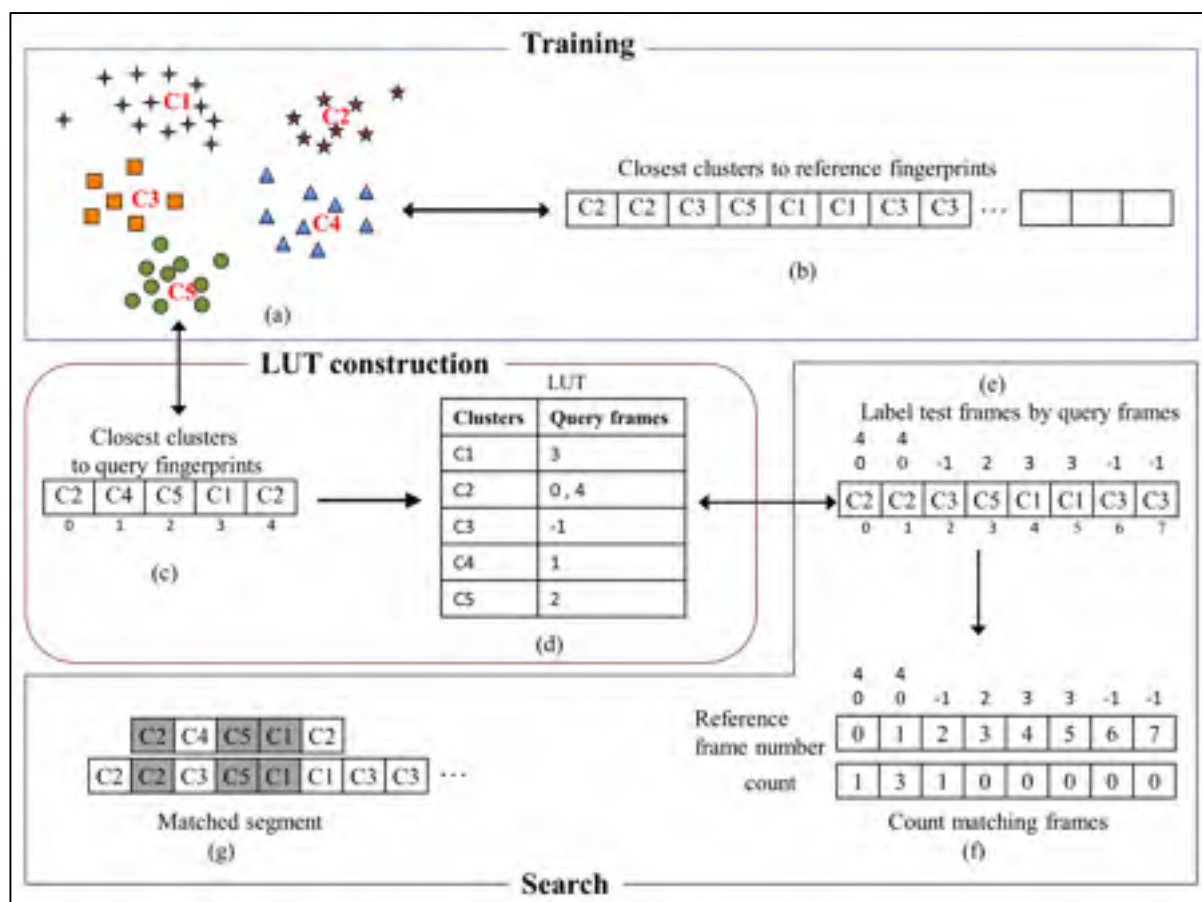 Training
C1
C2
C3
C4
C5
(a)
Closest clusters to reference fingerprints
C2 C2 C3 C5 C1 C1 C3 C3 ...
(b)
LUT construction
Closest clusters
to query fingerprints
C2 C4 C5 C1 C2
0 1 2 3 4
(c)
LUT
Clusters Query frames
C1 3
C2 0 , 4
C3 -1
C4 1
C5 2
(d)
(e)
Label test frames by query frames
4 4
0 0 -1 2 3 3 -1 -1
C2 C2 C3 C5 C1 C1 C3 C3
0 1 2 3 4 5 6 7
4 4
0 0 -1 2 3 3 -1 -1
Reference
frame number
0 1 2 3 4 5 6 7
count 1 3 1 0 0 0 0 0
Count matching frames
(f)
C2 C4 C5 C1 C2
C2 C2 C3 C5 C1 C1 C3 C3 ...
Matched segment
(g)
Search